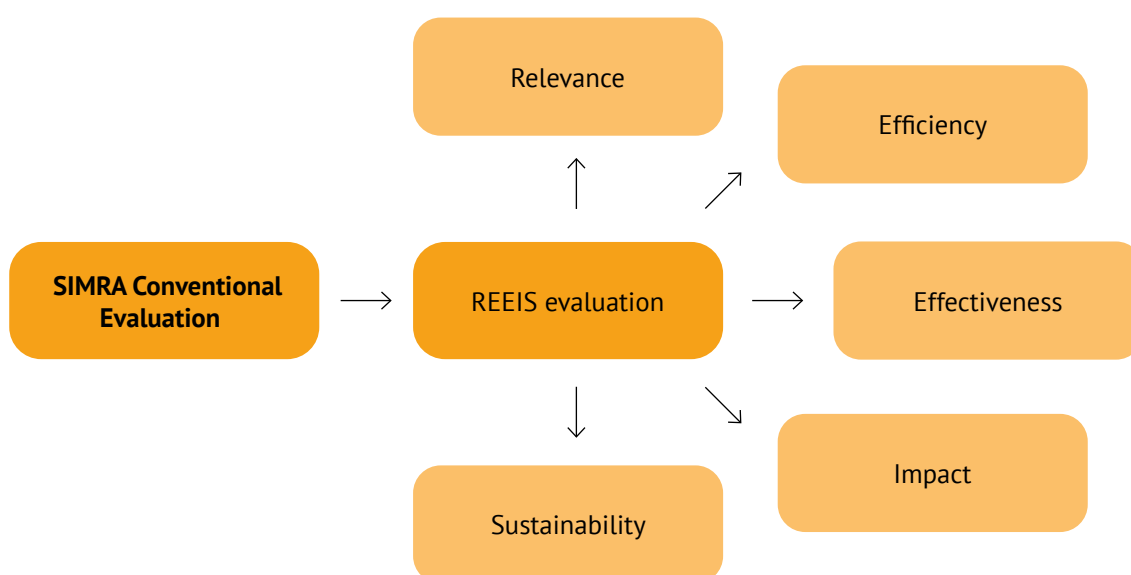 Relevance
Efficiency
SIMRA Conventional
Evaluation
REEIS evaluation
Effectiveness
Impact
Sustainability